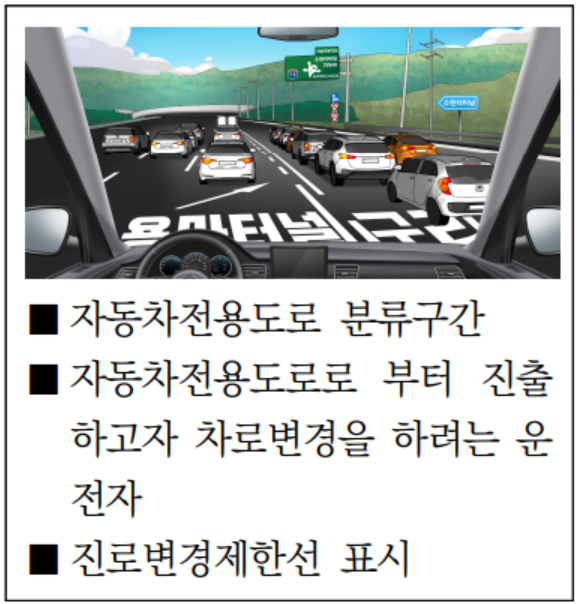 용마터널 구리
■ 자동차전용도로 분류구간
■ 자동차전용도로로 부터 진출
하고자 차로변경을 하려는 운
전자
■ 진로변경제한선 표시